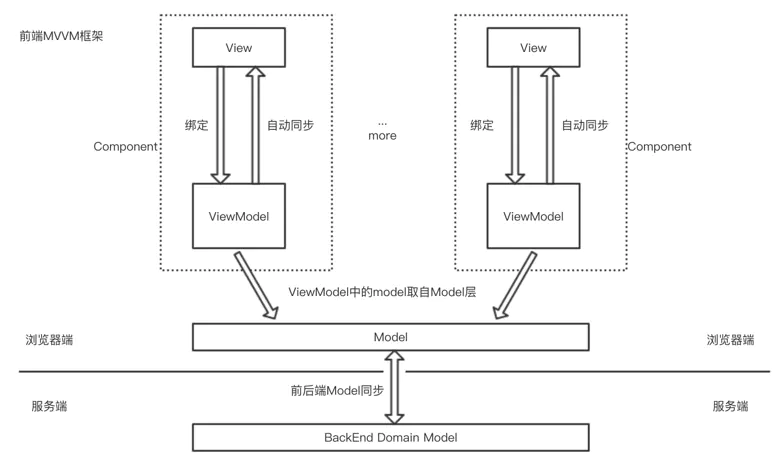 前端MVVM框架
View
View
绑定
自动同步
...
more
绑定
自动同步
Component
Component
ViewModel
ViewModel
ViewModel中的model取自Model层
Model
浏览器端
浏览器端
前后端Model同步
服务端
服务端
BackEnd Domain Model